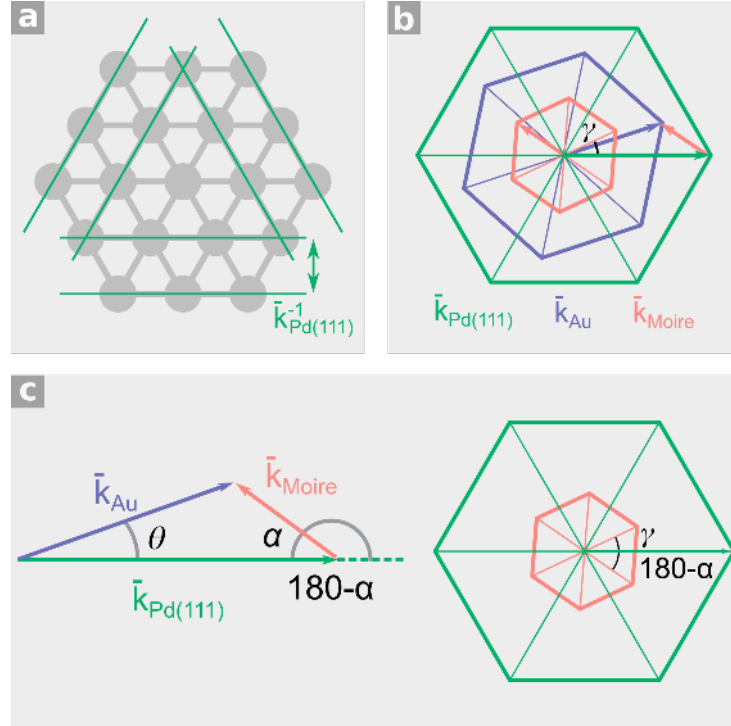 a
k̄⁻¹Pd(111)
b
γ
k̄Pd(111) k̄Au k̄Moire
c
k̄Au k̄Moire
θ α
180-α
k̄Pd(111)
γ
180-α